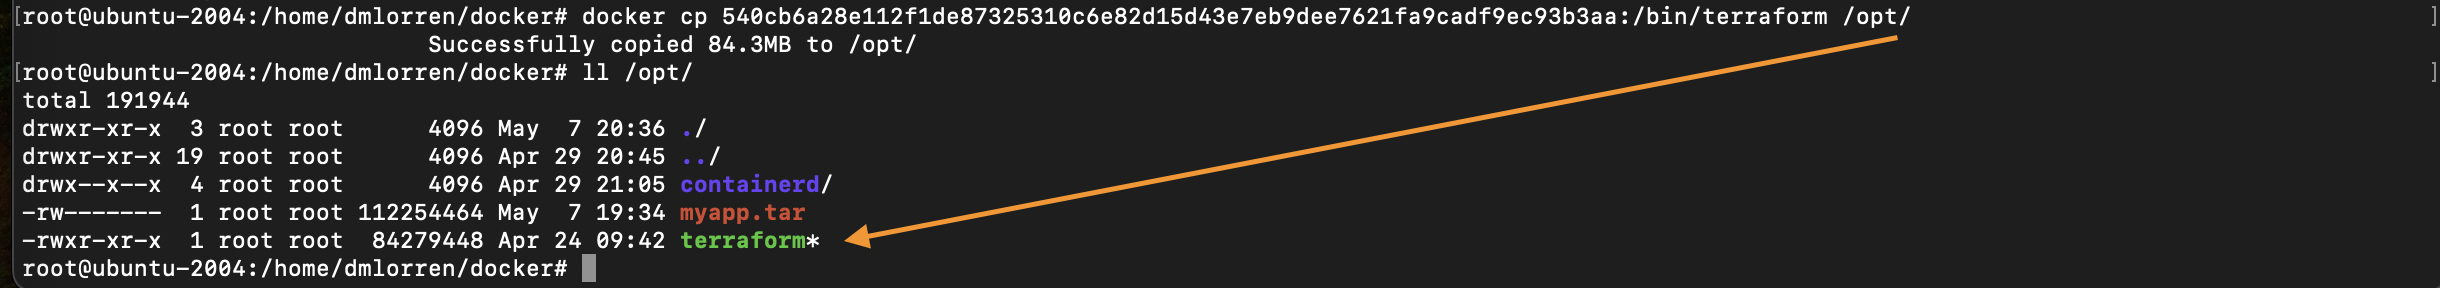 [root@ubuntu-2004:/home/dmlorren/docker# docker cp 540cb6a28e112f1de87325310c6e82d15d43e7eb9dee7621fa9cadf9ec93b3aa:/bin/terraform /opt/ ]
Successfully copied 84.3MB to /opt/
[root@ubuntu-2004:/home/dmlorren/docker# ll /opt/ ]
total 191944
drwxr-xr-x  3 root root      4096 May  7 20:36 ./
drwxr-xr-x 19 root root      4096 Apr 29 20:45 ../
drwx--x--x  4 root root      4096 Apr 29 21:05 containerd/
-rw-------  1 root root 112254464 May  7 19:34 myapp.tar
-rwxr-xr-x  1 root root  84279448 Apr 24 09:42 terraform*
root@ubuntu-2004:/home/dmlorren/docker#